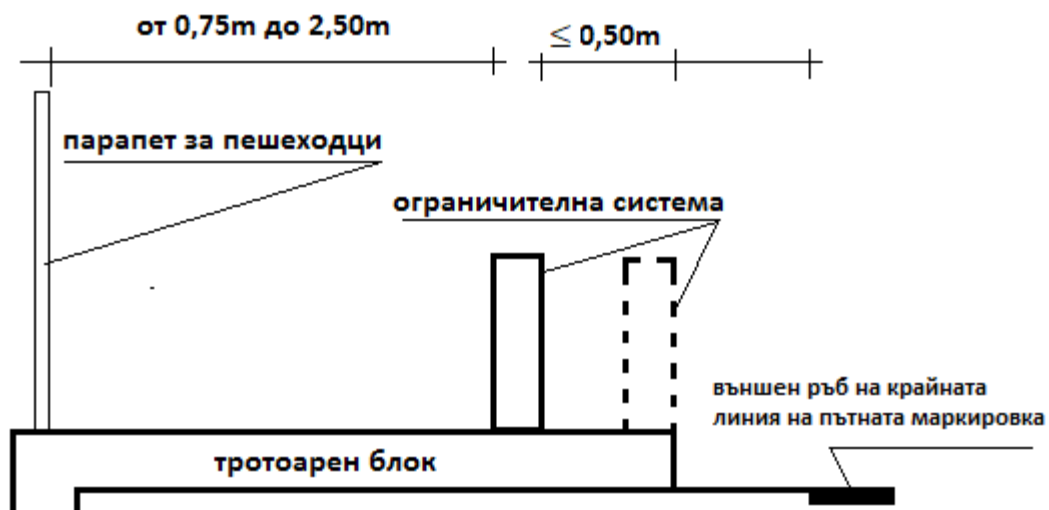 от 0,75m до 2,50m
≤ 0,50m
парапет за пешеходци
ограничителна система
външен ръб на крайната
линия на пътната маркировка
тротоарен блок